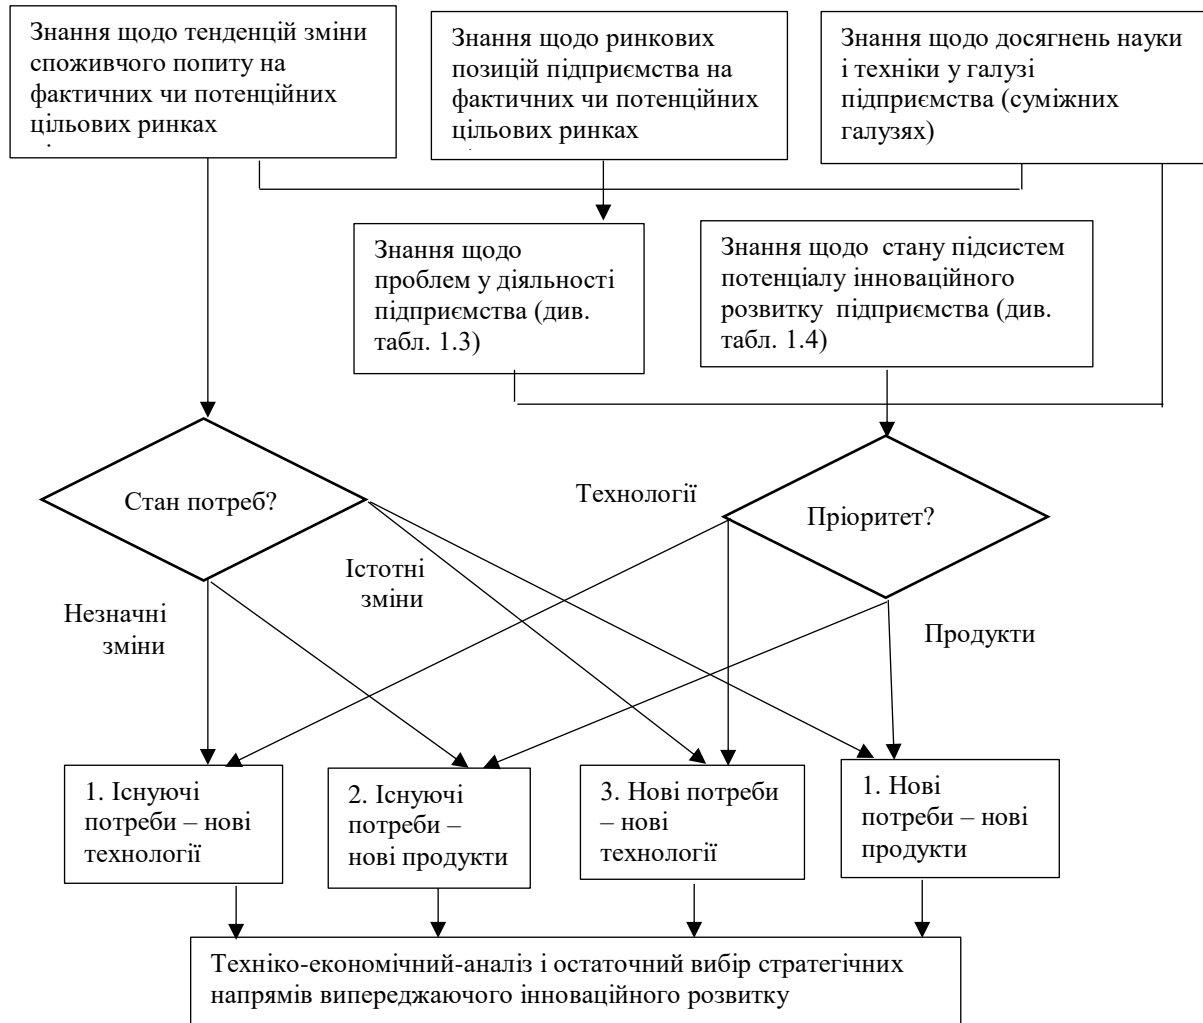 Знання щодо тенденцій зміни
споживчого попиту на
фактичних чи потенційних
цільових ринках
Знання щодо ринкових
позицій підприємства на
фактичних чи потенційних
цільових ринках
Знання щодо досягнень науки
і техніки у галузі
підприємства (суміжних
галузях)
Знання щодо
проблем у діяльності
підприємства (див.
табл. 1.3)
Знання щодо стану підсистем
потенціалу інноваційного
розвитку підприємства (див.
табл. 1.4)
Стан потреб?
Технології
Пріоритет?
Істотні
зміни
Незначні
зміни
Продукти
1. Існуючі
потреби – нові
технології
2. Існуючі
потреби –
нові продукти
3. Нові потреби
– нові
технології
1. Нові
потреби – нові
продукти
Техніко-економічний-аналіз і остаточний вибір стратегічних
напрямів випереджаючого інноваційного розвитку